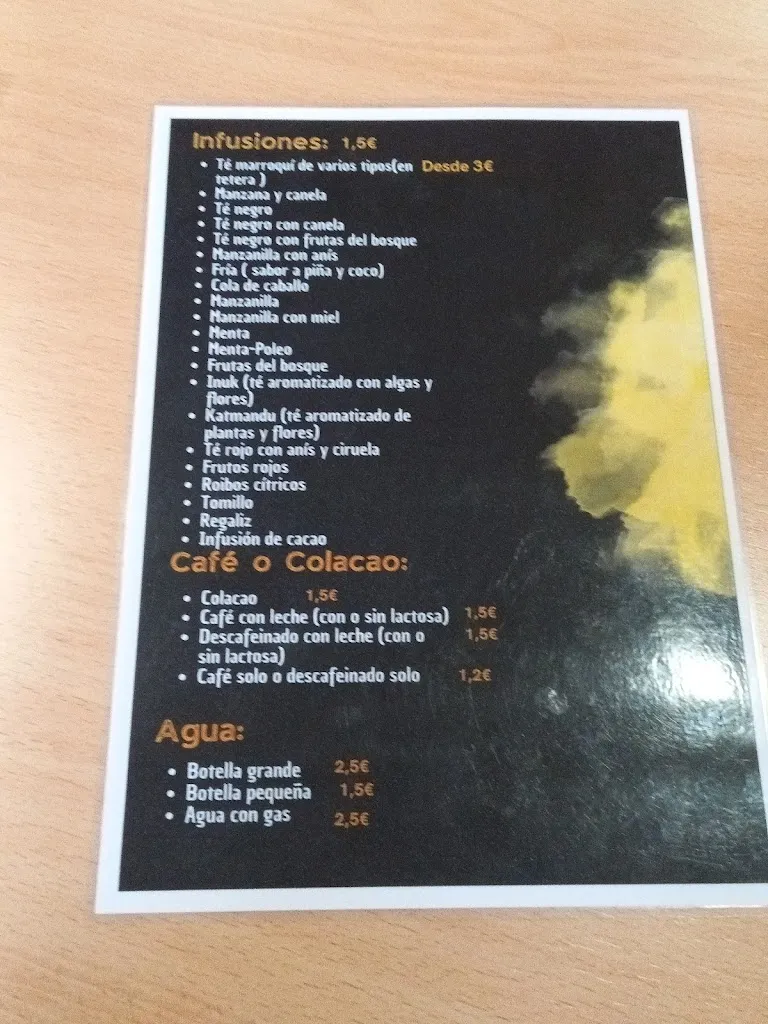 Infusiones: 1,5€
• Té marroquí de varios tipos(en Desde 3€
tetera )
• Manzana y canela
• Té negro
• Té negro con canela
• Té negro con frutas del bosque
• Manzanilla con anís
• Fría ( sabor a piña y coco)
• Cola de caballo
• Manzanilla
• Manzanilla con miel
• Menta
• Menta-Poleo
• Frutas del bosque
• Inuk (té aromatizado con algas y
flores)
• Katmandu (té aromatizado de
plantas y flores)
• Té rojo con anís y ciruela
• Frutos rojos
• Roibos cítricos
• Tomillo
• Regaliz
• Infusión de cacao
Café o Colacao:
• Colacao 1,5€
• Café con leche (con o sin lactosa) 1,5€
• Descafeinado con leche (con o 1,5€
sin lactosa)
• Café solo o descafeinado solo 1,2€
Agua:
• Botella grande 2,5€
• Botella pequeña 1,5€
• Agua con gas 2,5€